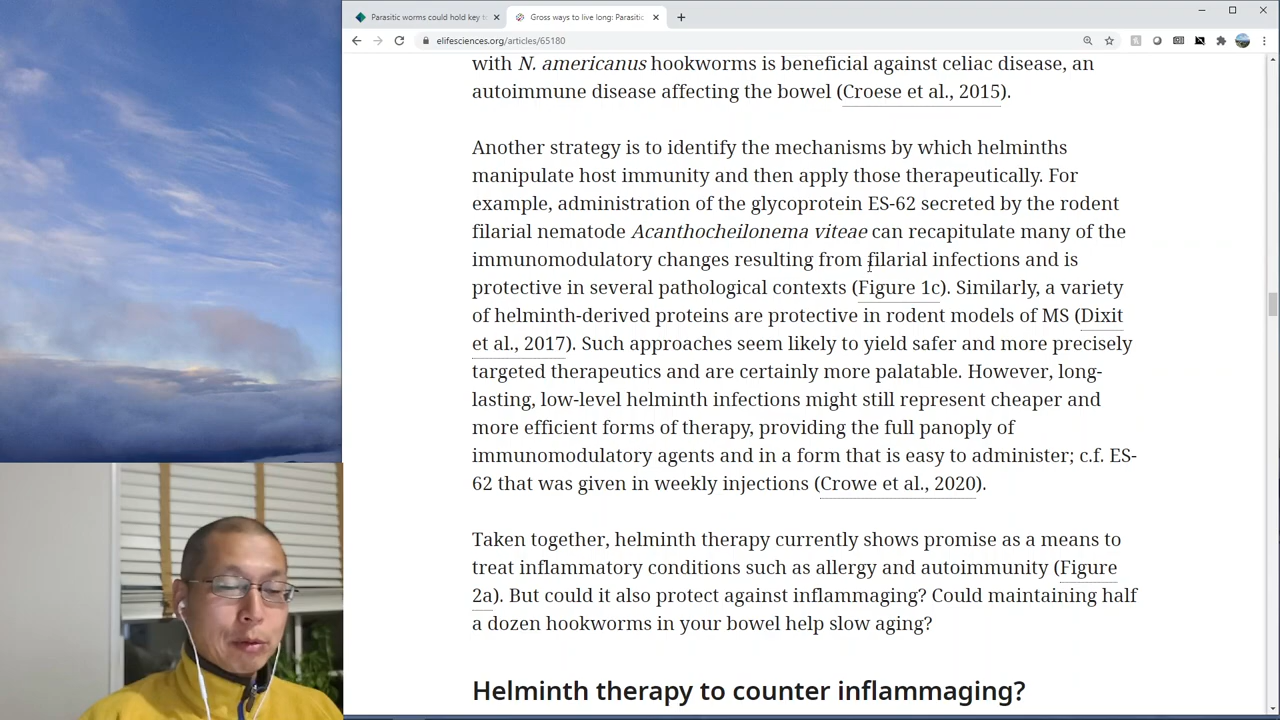 Parasitic worms could hold key t
Gross ways to live long: Parasitic
elifesciences.org/articles/65180
with N. americanus hookworms is beneficial against celiac disease, an
autoimmune disease affecting the bowel (Croese et al., 2015).
Another strategy is to identify the mechanisms by which helminths
manipulate host immunity and then apply those therapeutically. For
example, administration of the glycoprotein ES-62 secreted by the rodent
filarial nematode Acanthocheilonema viteae can recapitulate many of the
immunomodulatory changes resulting from filarial infections and is
protective in several pathological contexts (Figure 1c). Similarly, a variety
of helminth-derived proteins are protective in rodent models of MS (Dixit
et al., 2017). Such approaches seem likely to yield safer and more precisely
targeted therapeutics and are certainly more palatable. However, long-
lasting, low-level helminth infections might still represent cheaper and
more efficient forms of therapy, providing the full panoply of
immunomodulatory agents and in a form that is easy to administer; c.f. ES-
62 that was given in weekly injections (Crowe et al., 2020).
Taken together, helminth therapy currently shows promise as a means to
treat inflammatory conditions such as allergy and autoimmunity (Figure
2a). But could it also protect against inflammaging? Could maintaining half
a dozen hookworms in your bowel help slow aging?
Helminth therapy to counter inflammaging?